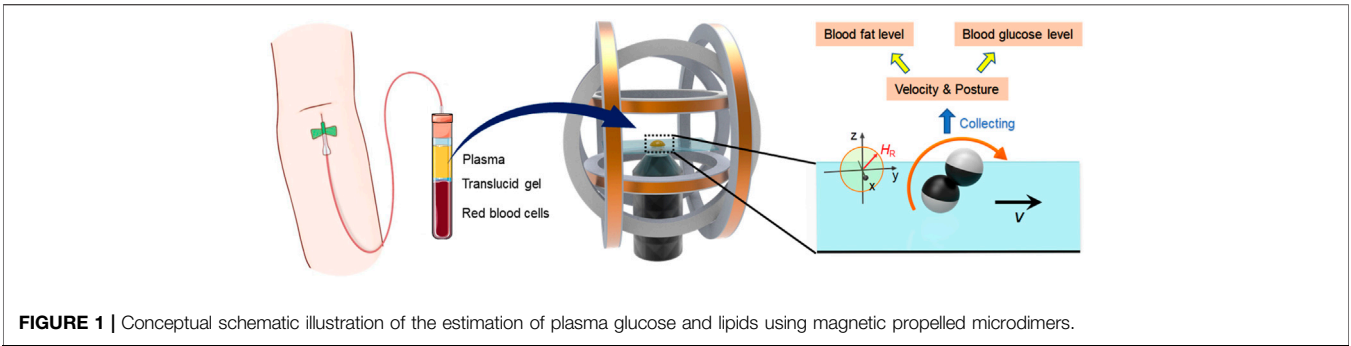 Blood fat level
Blood glucose level
Velocity & Posture
Collecting
Plasma
Translucid gel
Red blood cells
z
H_R
y
x
V
FIGURE 1 | Conceptual schematic illustration of the estimation of plasma glucose and lipids using magnetic propelled microdimers.